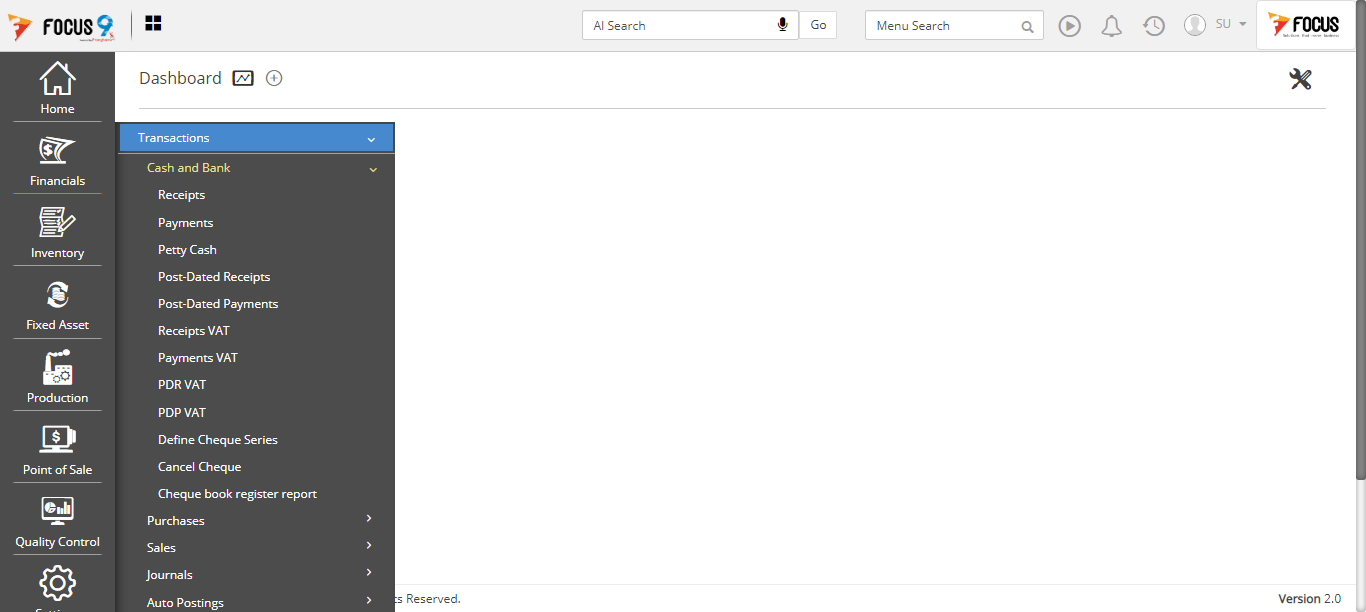 FOCUS 9
AI Search
Go
Menu Search
SU
FOCUS
Home
Financials
Inventory
Fixed Asset
Production
Point of Sale
Quality Control
Dashboard
Transactions
Cash and Bank
Receipts
Payments
Petty Cash
Post-Dated Receipts
Post-Dated Payments
Receipts VAT
Payments VAT
PDR VAT
PDP VAT
Define Cheque Series
Cancel Cheque
Cheque book register report
Purchases
Sales
Journals
Auto Postings
ts Reserved.
Version 2.0